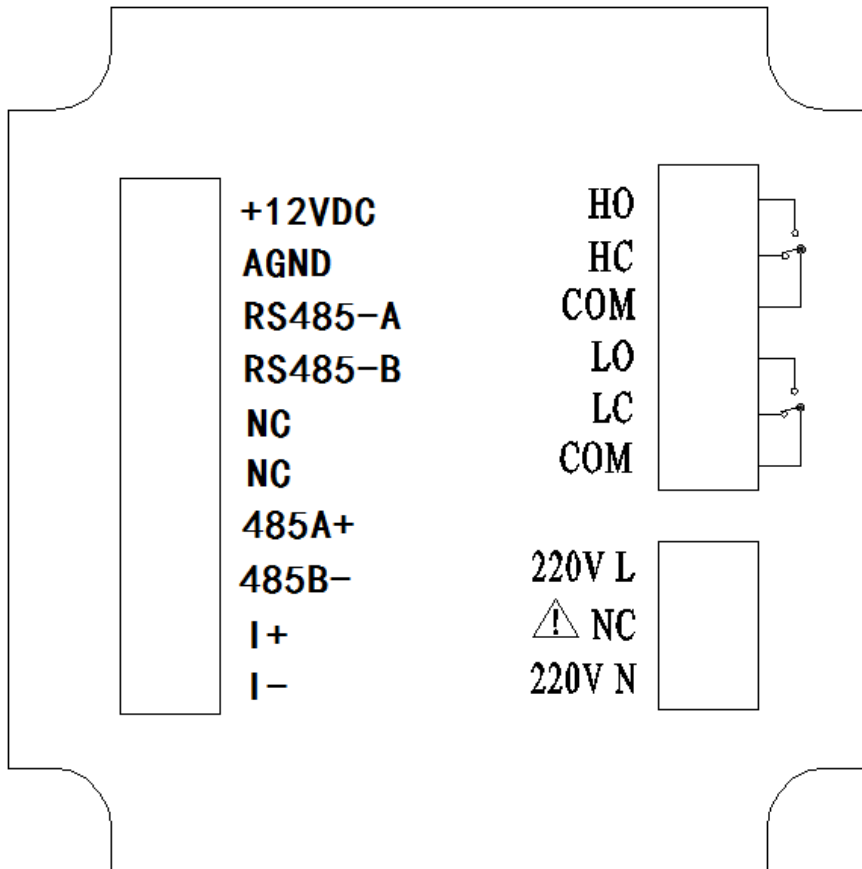 +12VDC
AGND
RS485-A
RS485-B
NC
NC
485A+
485B-
I+
I-
HO
HC
COM
LO
LC
COM
220V L
NC
220V N